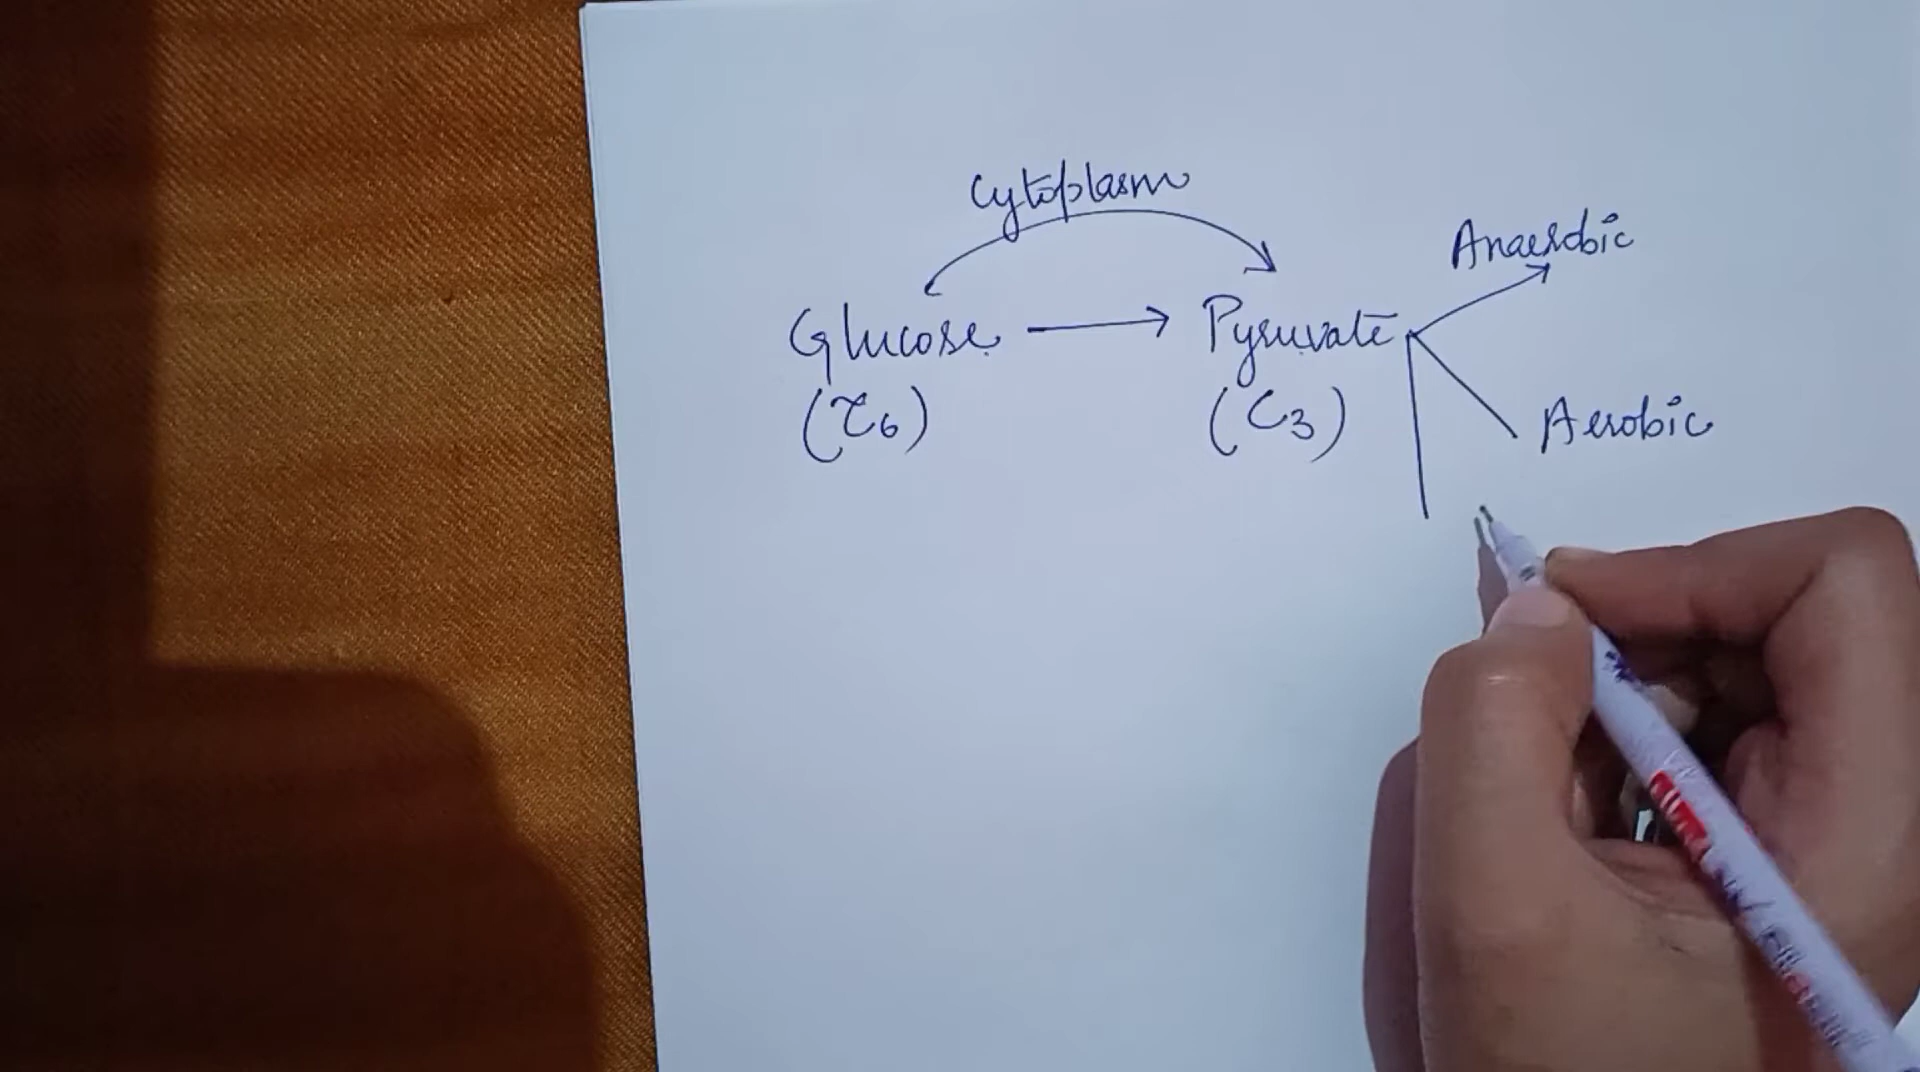 Cytoplasm
Anaerobic
Glucose → Pyruvate
(C6) (C3)
Aerobic